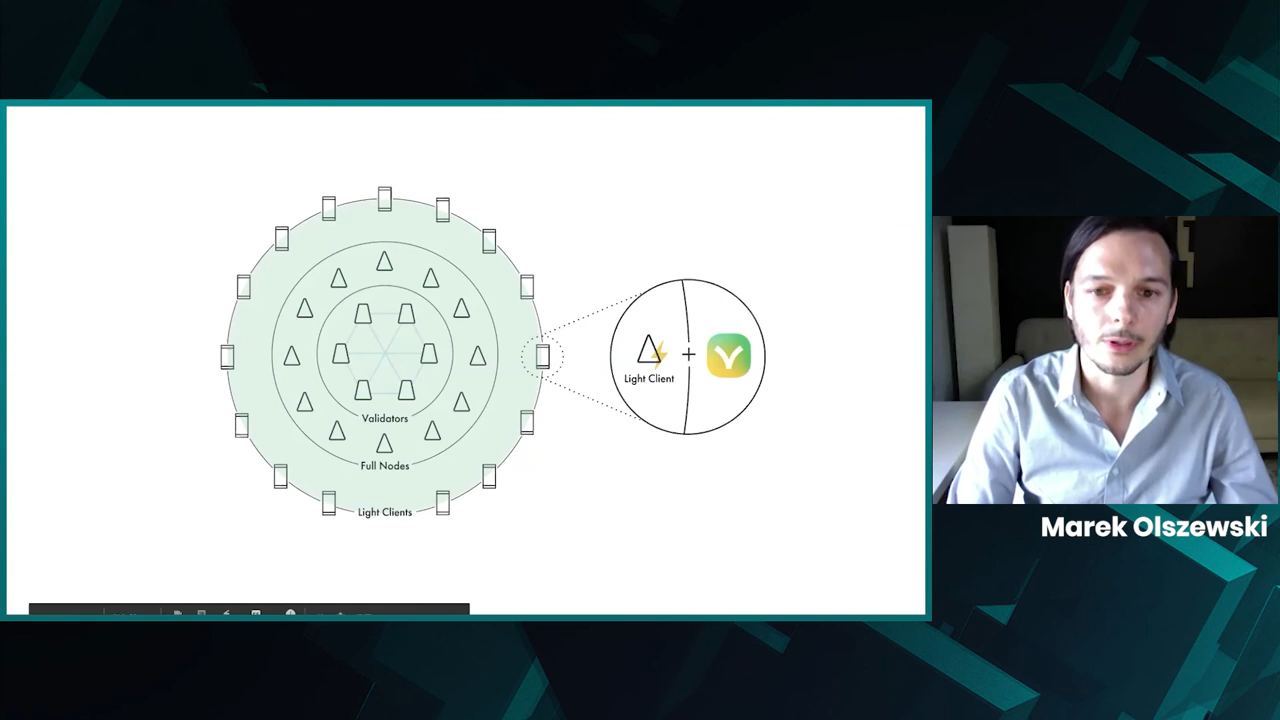 Validators
Full Nodes
Light Clients
Light Client
+
Marek Olszewski